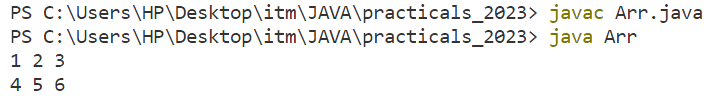 PS C:\Users\HP\Desktop\itm\JAVA\practicals_2023> javac Arr.java
PS C:\Users\HP\Desktop\itm\JAVA\practicals_2023> java Arr
1 2 3
4 5 6